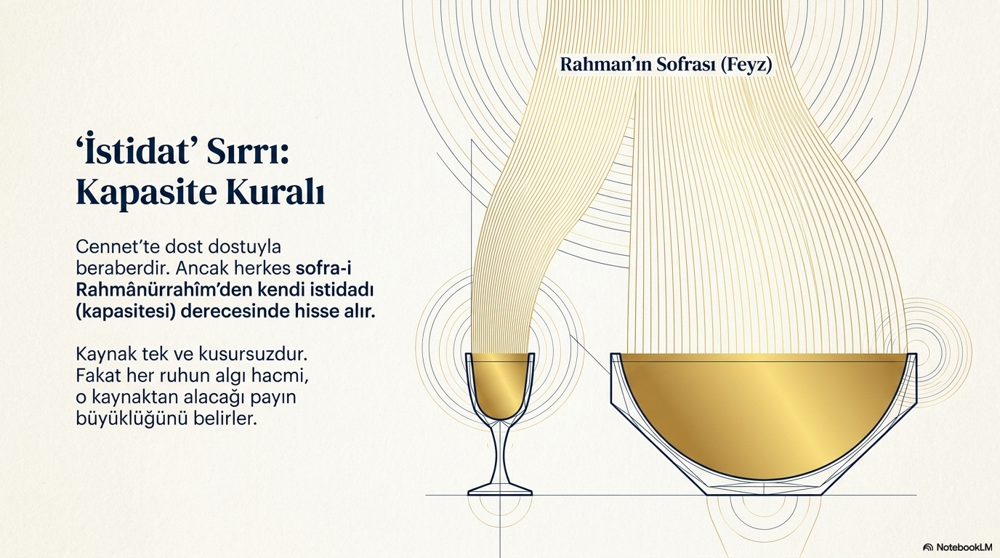 Rahman'ın Sofrası (Feyz)
'İstidat' Sırrı:
Kapasite Kuralı
Cennet'te dost dostuyla
beraberdir. Ancak herkes sofra-i
Rahmânürrahîm'den kendi istidadı
(kapasitesi) derecesinde hisse alır.
Kaynak tek ve kusursuzdur.
Fakat her ruhun algı hacmi,
o kaynaktan alacağı payın
büyüklüğünü belirler.
NotebookLM